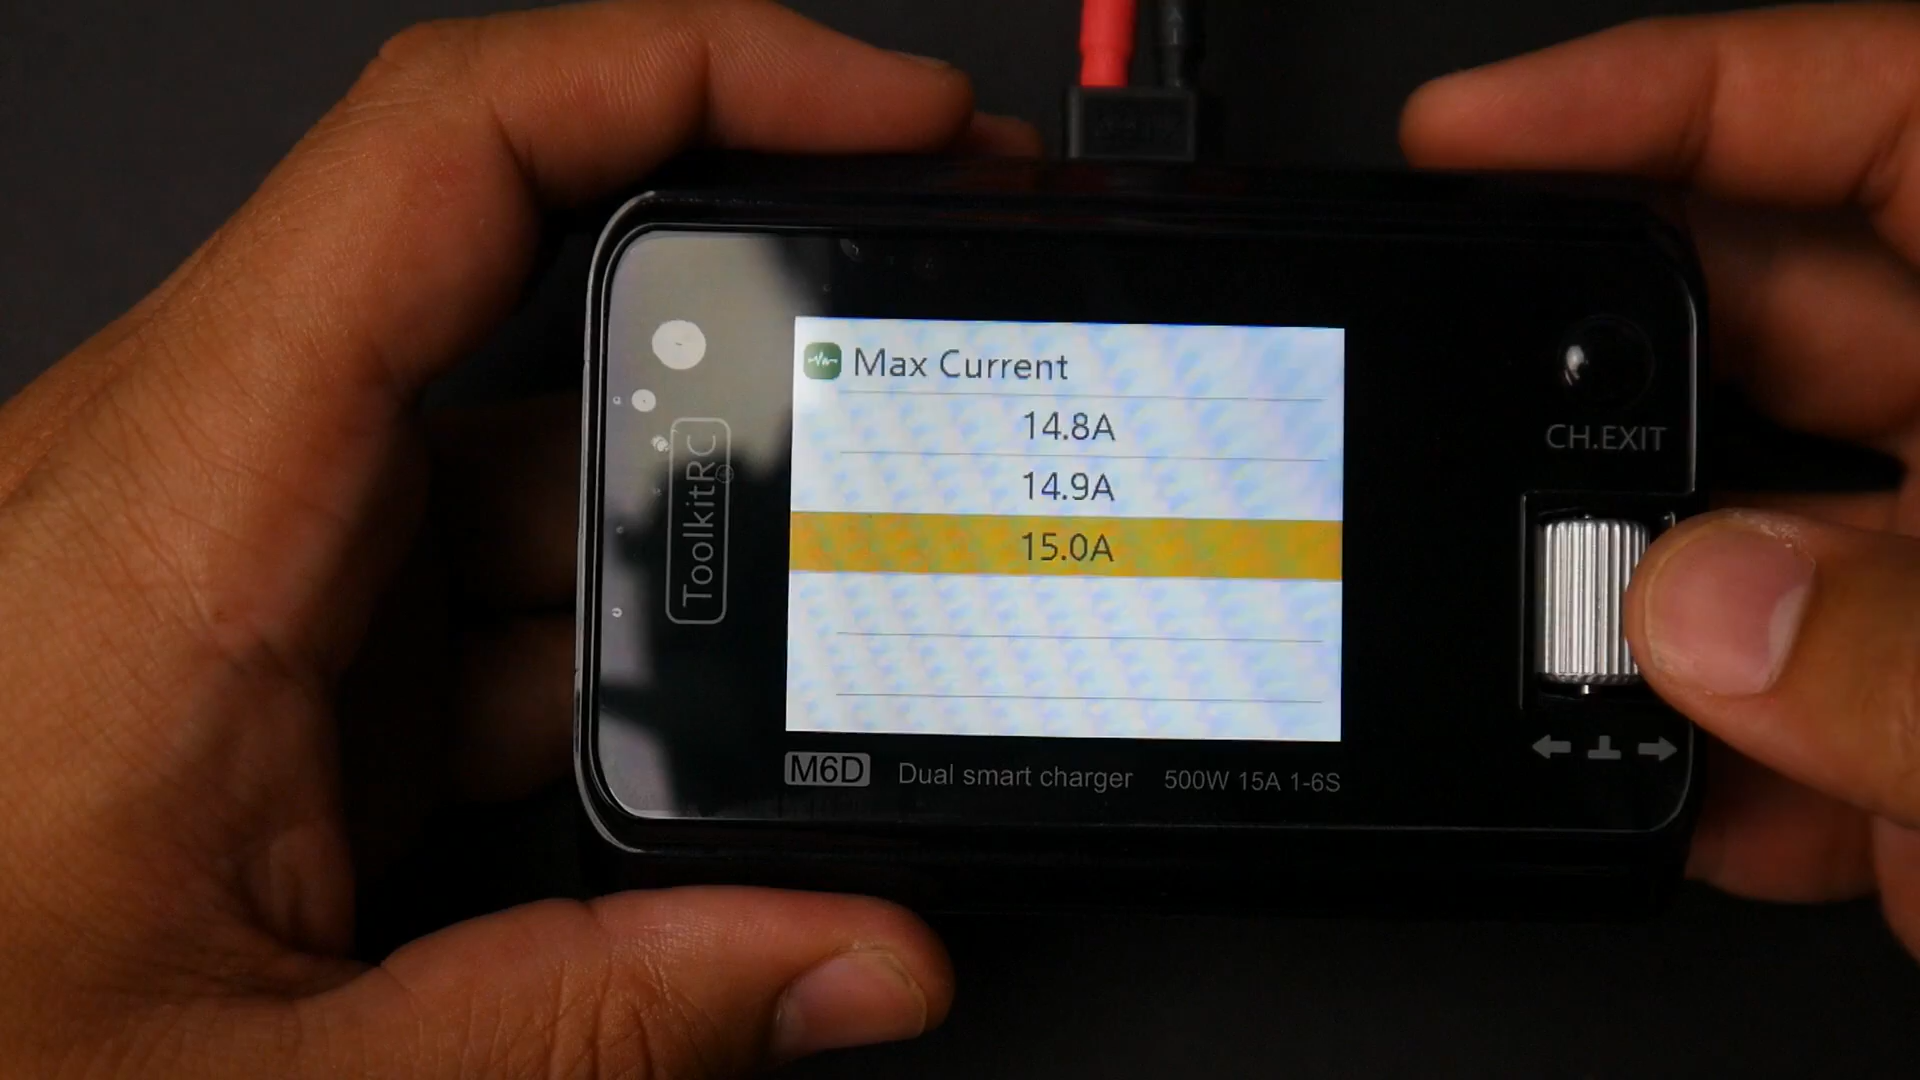 Max Current
14.8A
14.9A
15.0A
ToolkitRC
CH.EXIT
M6D Dual smart charger 500W 15A 1-6S